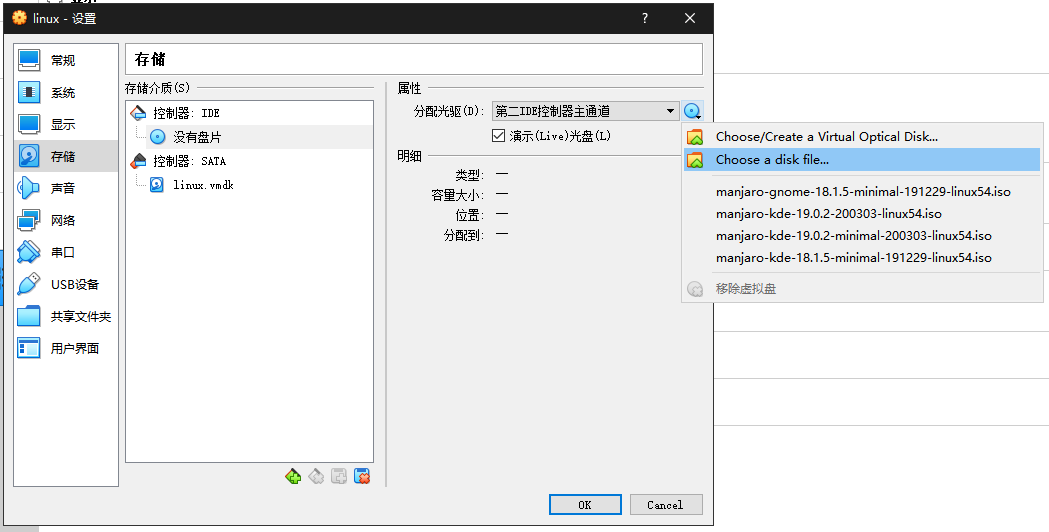 linux - 设置
常规
系统
显示
存储
声音
网络
串口
USB设备
共享文件夹
用户界面
存储
存储介质(S)
控制器: IDE
没有盘片
控制器: SATA
linux.vmdk
属性
分配光驱(D): 第二IDE控制器主通道
演示(Live)光盘(L)
明细
类型: —
容量大小: —
位置: —
分配到: —
Choose/Create a Virtual Optical Disk...
Choose a disk file...
manjaro-gnome-18.1.5-minimal-191229-linux54.iso
manjaro-kde-19.0.2-200303-linux54.iso
manjaro-kde-19.0.2-minimal-200303-linux54.iso
manjaro-kde-18.1.5-minimal-191229-linux54.iso
移除虚拟盘
OK
Cancel